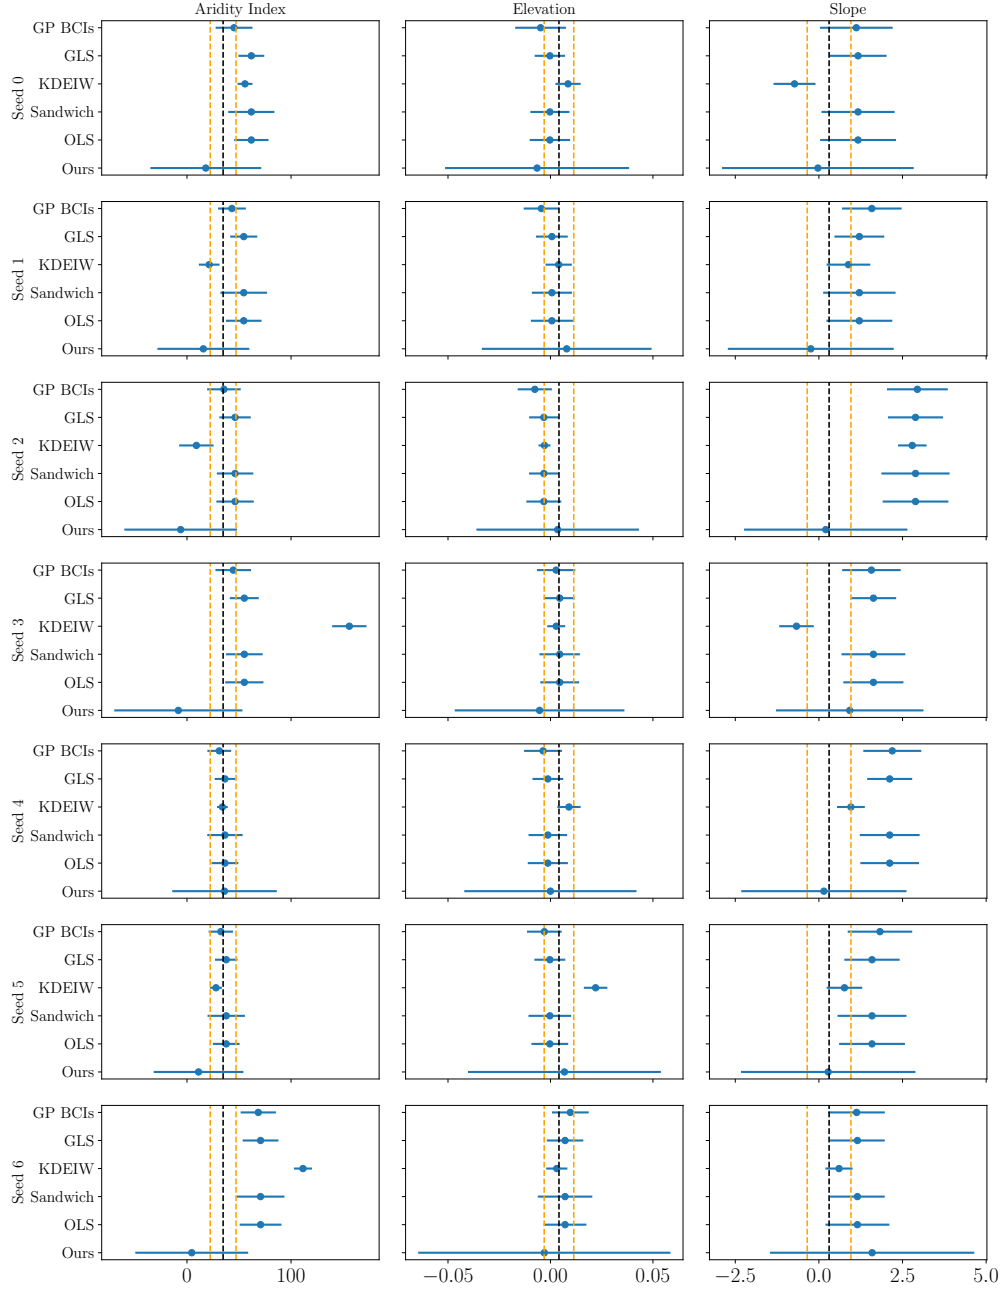 Aridity Index Elevation Slope
Seed 0
GP BCIs
GLS
KDEIW
Sandwich
OLS
Ours
Seed 1
GP BCIs
GLS
KDEIW
Sandwich
OLS
Ours
Seed 2
GP BCIs
GLS
KDEIW
Sandwich
OLS
Ours
Seed 3
GP BCIs
GLS
KDEIW
Sandwich
OLS
Ours
Seed 4
GP BCIs
GLS
KDEIW
Sandwich
OLS
Ours
Seed 5
GP BCIs
GLS
KDEIW
Sandwich
OLS
Ours
Seed 6
GP BCIs
GLS
KDEIW
Sandwich
OLS
Ours
0 100 −0.05 0.00 0.05 −2.5 0.0 2.5 5.0